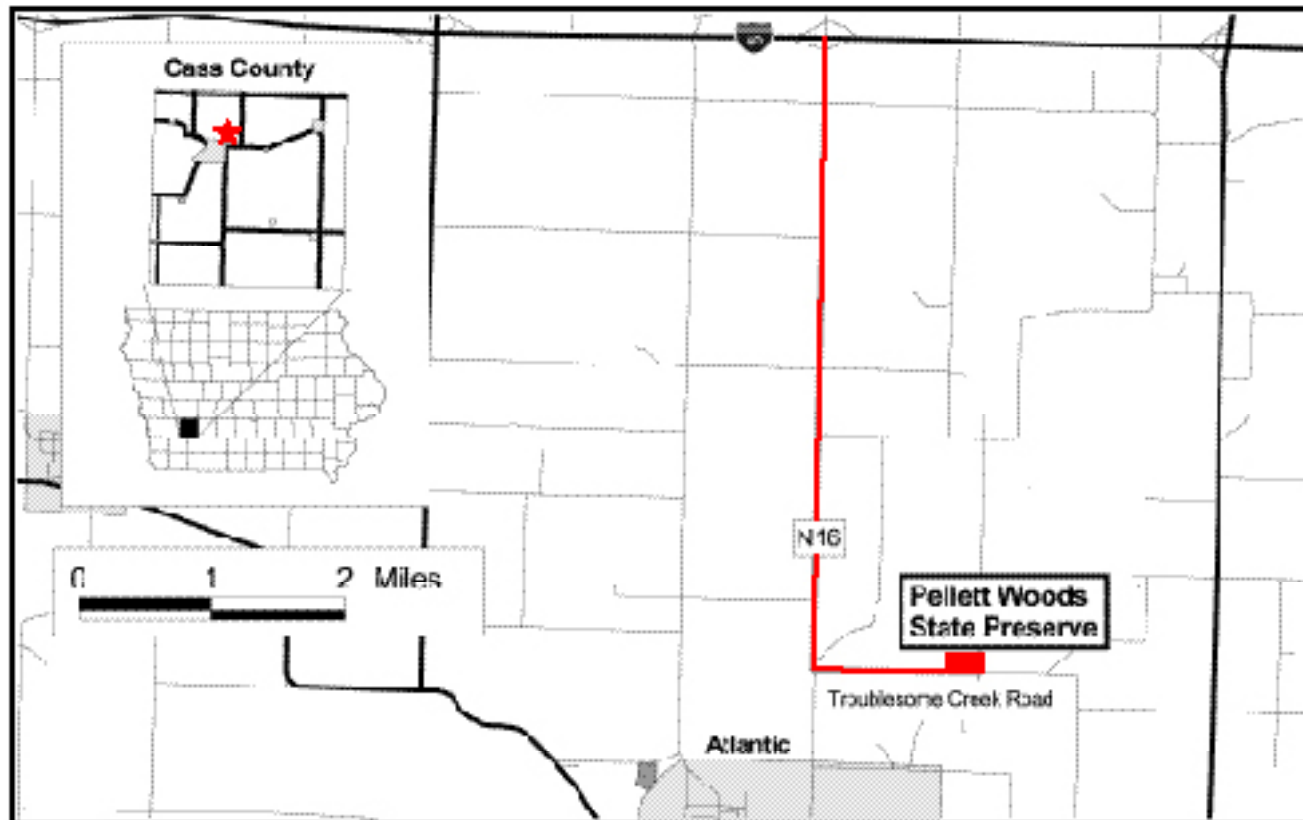 Cass County
0 1 2 Miles
N16
Pellett Woods
State Preserve
Troublesome Creek Road
Atlantic